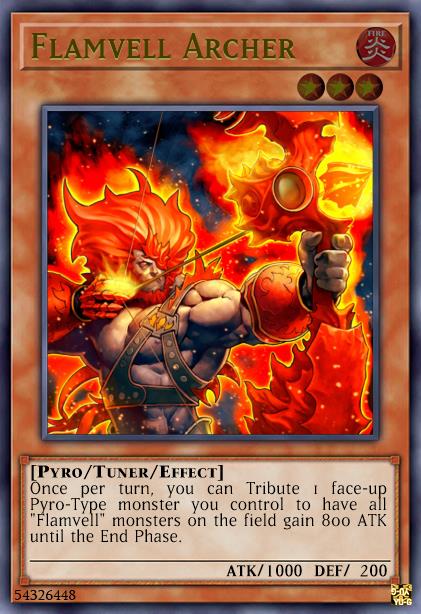 Flamvell Archer
FIRE
炎
[Pyro/Tuner/Effect]
Once per turn, you can Tribute 1 face-up
Pyro-Type monster you control to have all
"Flamvell" monsters on the field gain 800 ATK
until the End Phase.
ATK/1000 DEF/ 200
54326448